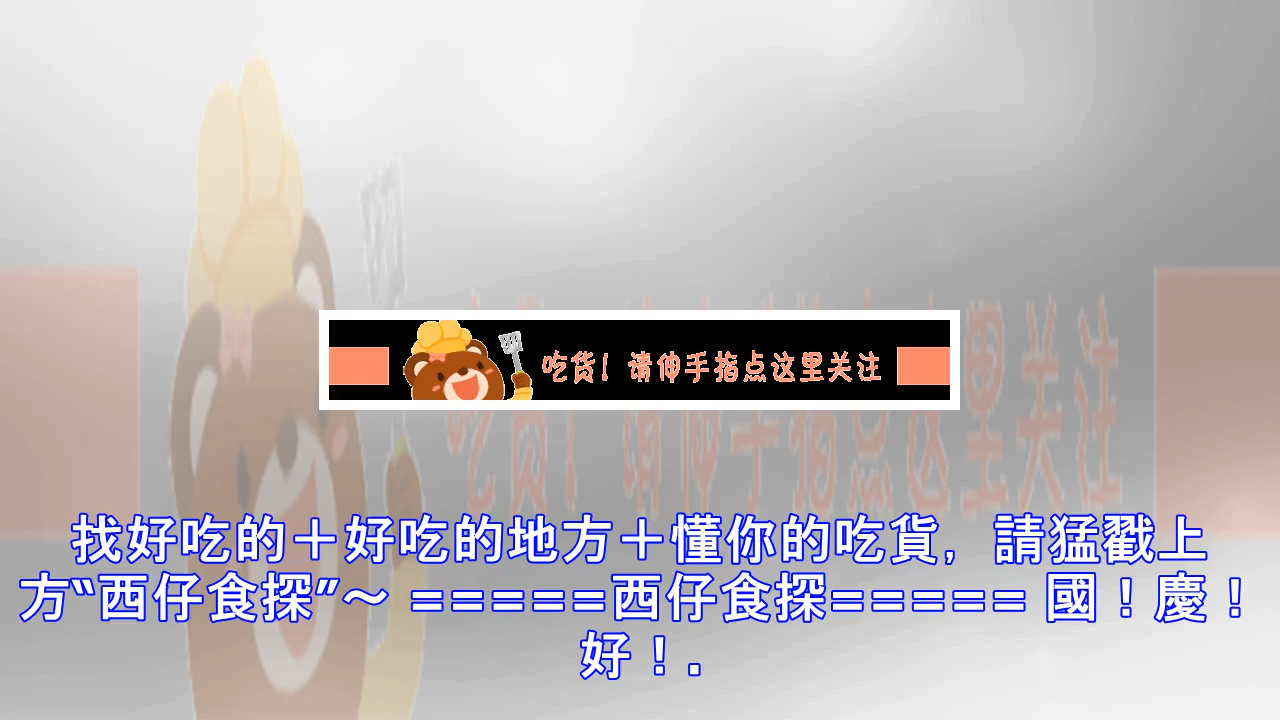 吃货！请伸手指点这里关注
找好吃的＋好吃的地方＋懂你的吃貨，請猛戳上
方“西仔食探”～ =====西仔食探===== 國！慶！
好！.